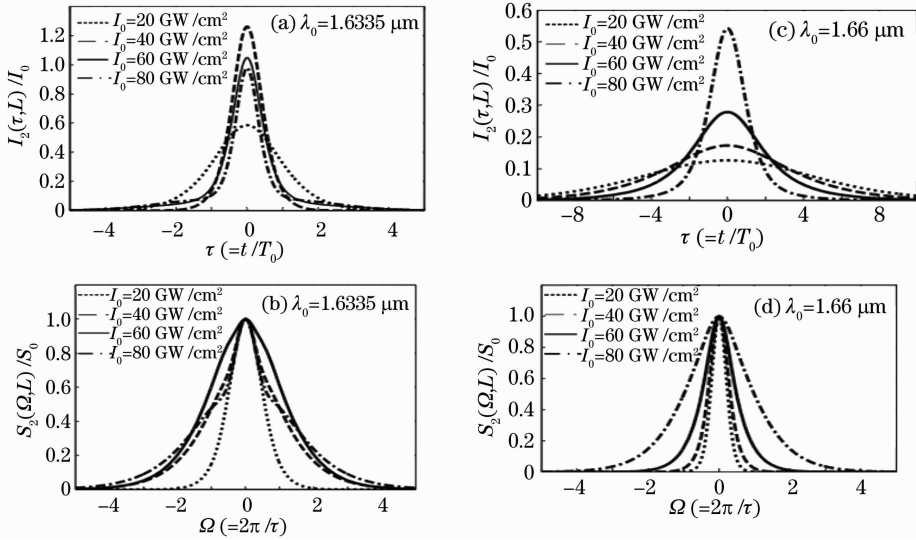 (a) λ₀=1.6335 μm
I₀=20 GW/cm²
I₀=40 GW/cm²
I₀=60 GW/cm²
I₀=80 GW/cm²
I₂(τ,L)/I₀
1.2
1.0
0.8
0.6
0.4
0.2
0
−4 −2 0 2 4
τ (=t/T₀)
(c) λ₀=1.66 μm
I₀=20 GW/cm²
I₀=40 GW/cm²
I₀=60 GW/cm²
I₀=80 GW/cm²
I₂(τ,L)/I₀
0.6
0.5
0.4
0.3
0.2
0.1
0
−8 −4 0 4 8
τ (=t/T₀)
(b) λ₀=1.6335 μm
I₀=20 GW/cm²
I₀=40 GW/cm²
I₀=60 GW/cm²
I₀=80 GW/cm²
S₂(Ω,L)/S₀
1.0
0.8
0.6
0.4
0.2
0
−4 −2 0 2 4
Ω (=2π/τ)
(d) λ₀=1.66 μm
I₀=20 GW/cm²
I₀=40 GW/cm²
I₀=60 GW/cm²
I₀=80 GW/cm²
S₂(Ω,L)/S₀
1.0
0.8
0.6
0.4
0.2
0
−4 −2 0 2 4
Ω (=2π/τ)